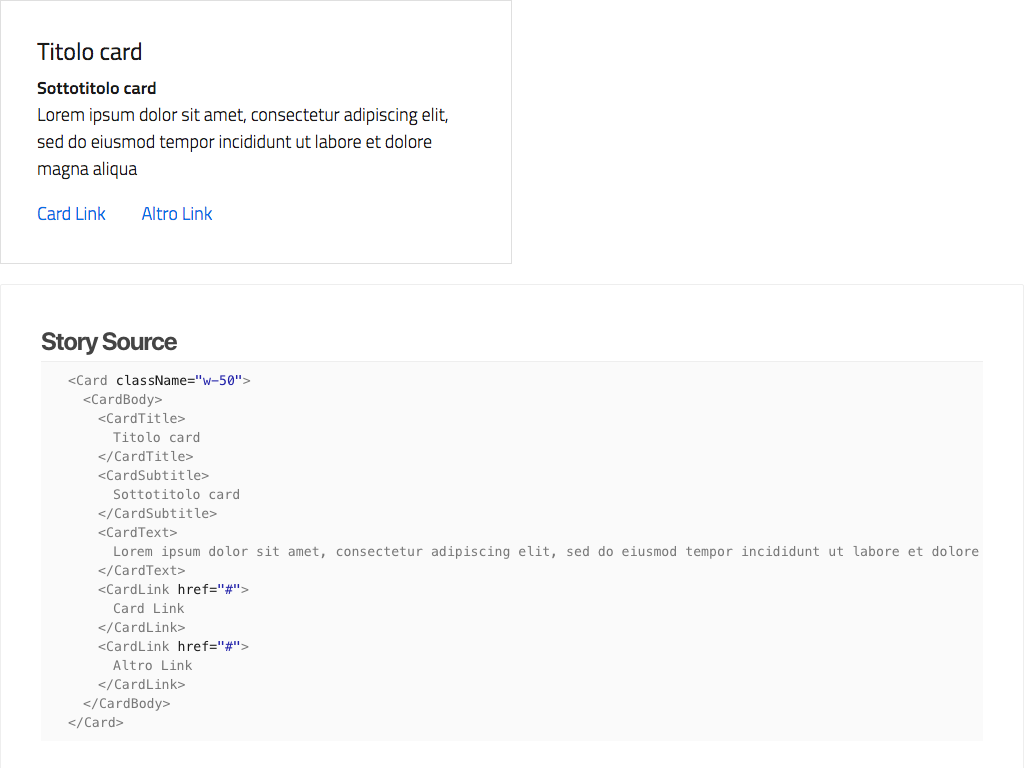 Titolo card
Sottotitolo card
Lorem ipsum dolor sit amet, consectetur adipiscing elit,
sed do eiusmod tempor incididunt ut labore et dolore
magna aliqua
Card Link Altro Link
Story Source
<Card className="w-50">
<CardBody>
<CardTitle>
Titolo card
</CardTitle>
<CardSubtitle>
Sottotitolo card
</CardSubtitle>
<CardText>
Lorem ipsum dolor sit amet, consectetur adipiscing elit, sed do eiusmod tempor incididunt ut labore et dolore
</CardText>
<CardLink href="#">
Card Link
</CardLink>
<CardLink href="#">
Altro Link
</CardLink>
</CardBody>
</Card>